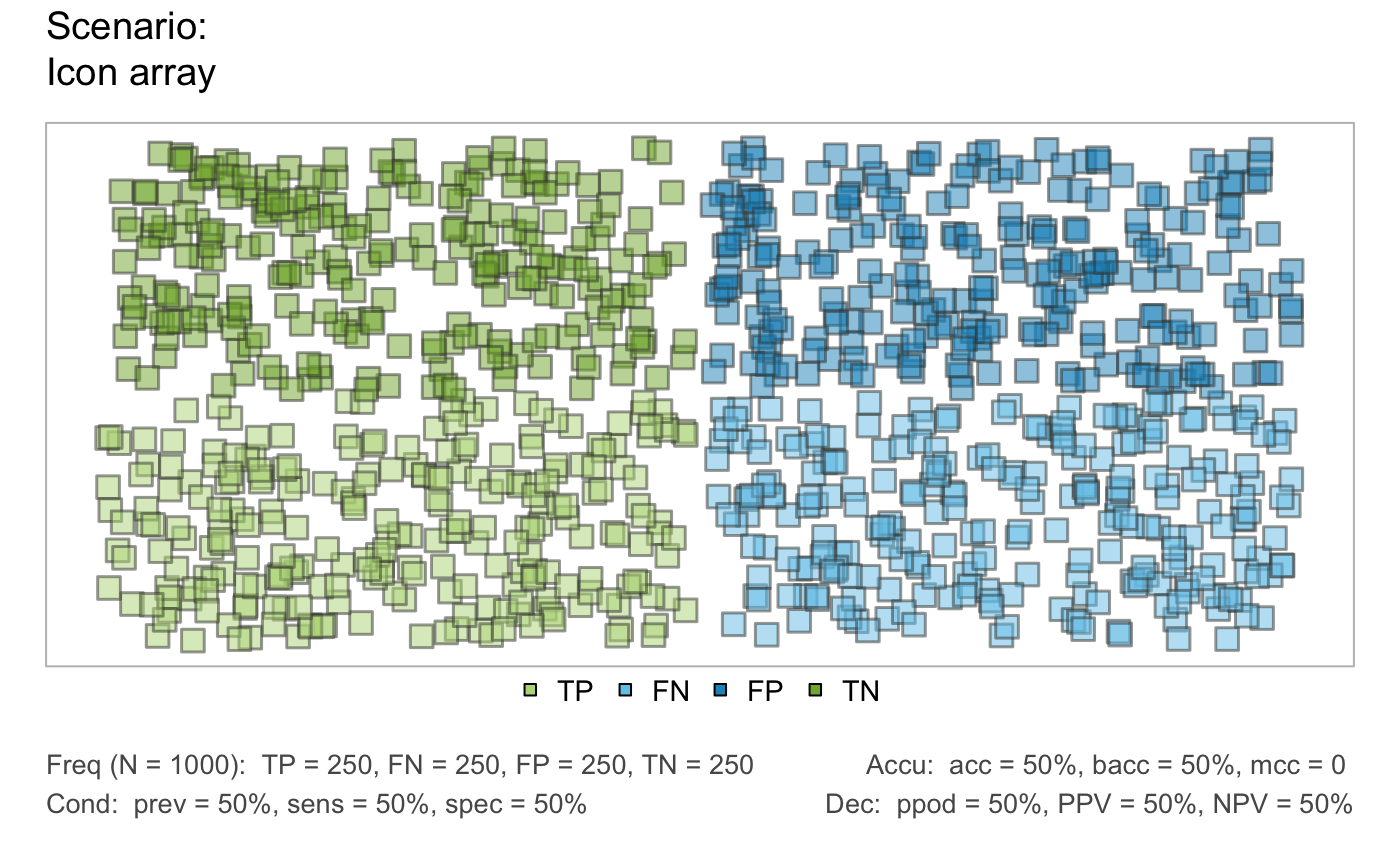 Scenario:
Icon array
TP FN FP TN
Freq (N = 1000): TP = 250, FN = 250, FP = 250, TN = 250
Accu: acc = 50%, bacc = 50%, mcc = 0
Cond: prev = 50%, sens = 50%, spec = 50%
Dec: ppod = 50%, PPV = 50%, NPV = 50%